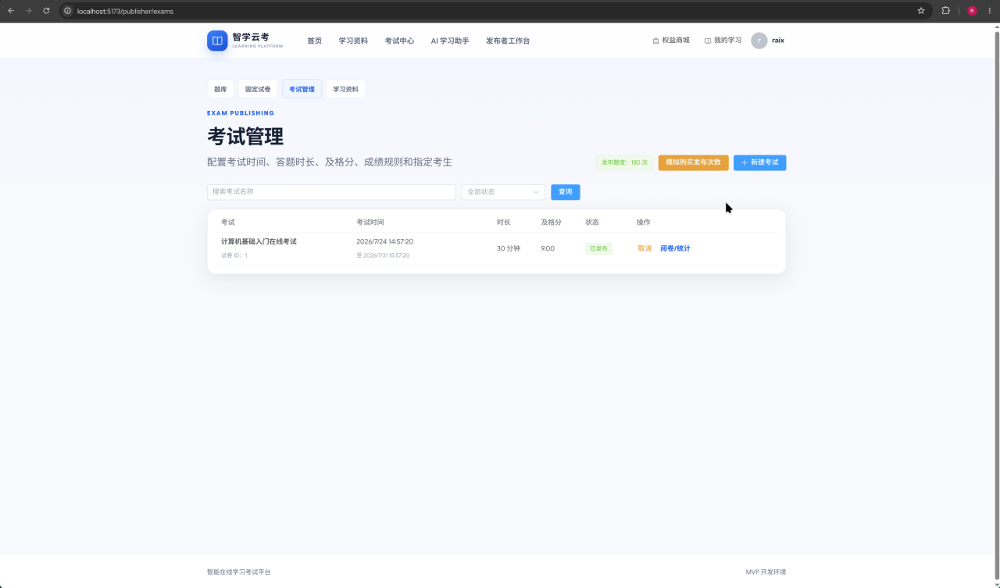 localhost:5173/publisher/exams
R
智学云考
LEARNING PLATFORM
首页 学习资料 考试中心 AI 学习助手 发布者工作台 权益商城 我的学习 r raix
题库 固定试卷 考试管理 学习资料
EXAM PUBLISHING
考试管理
配置考试时间、答题时长、及格分、成绩规则和指定考生
发布额度：180 次 模拟购买发布次数 新建考试
搜索考试名称 全部状态 查询
考试 考试时间 时长 及格分 状态 操作
计算机基础入门在线考试 2026/7/24 14:57:20 30 分钟 9.00 已发布 取消 阅卷/统计
试卷 ID：1 至 2026/7/31 15:57:20
智能在线学习考试平台 MVP 开发环境